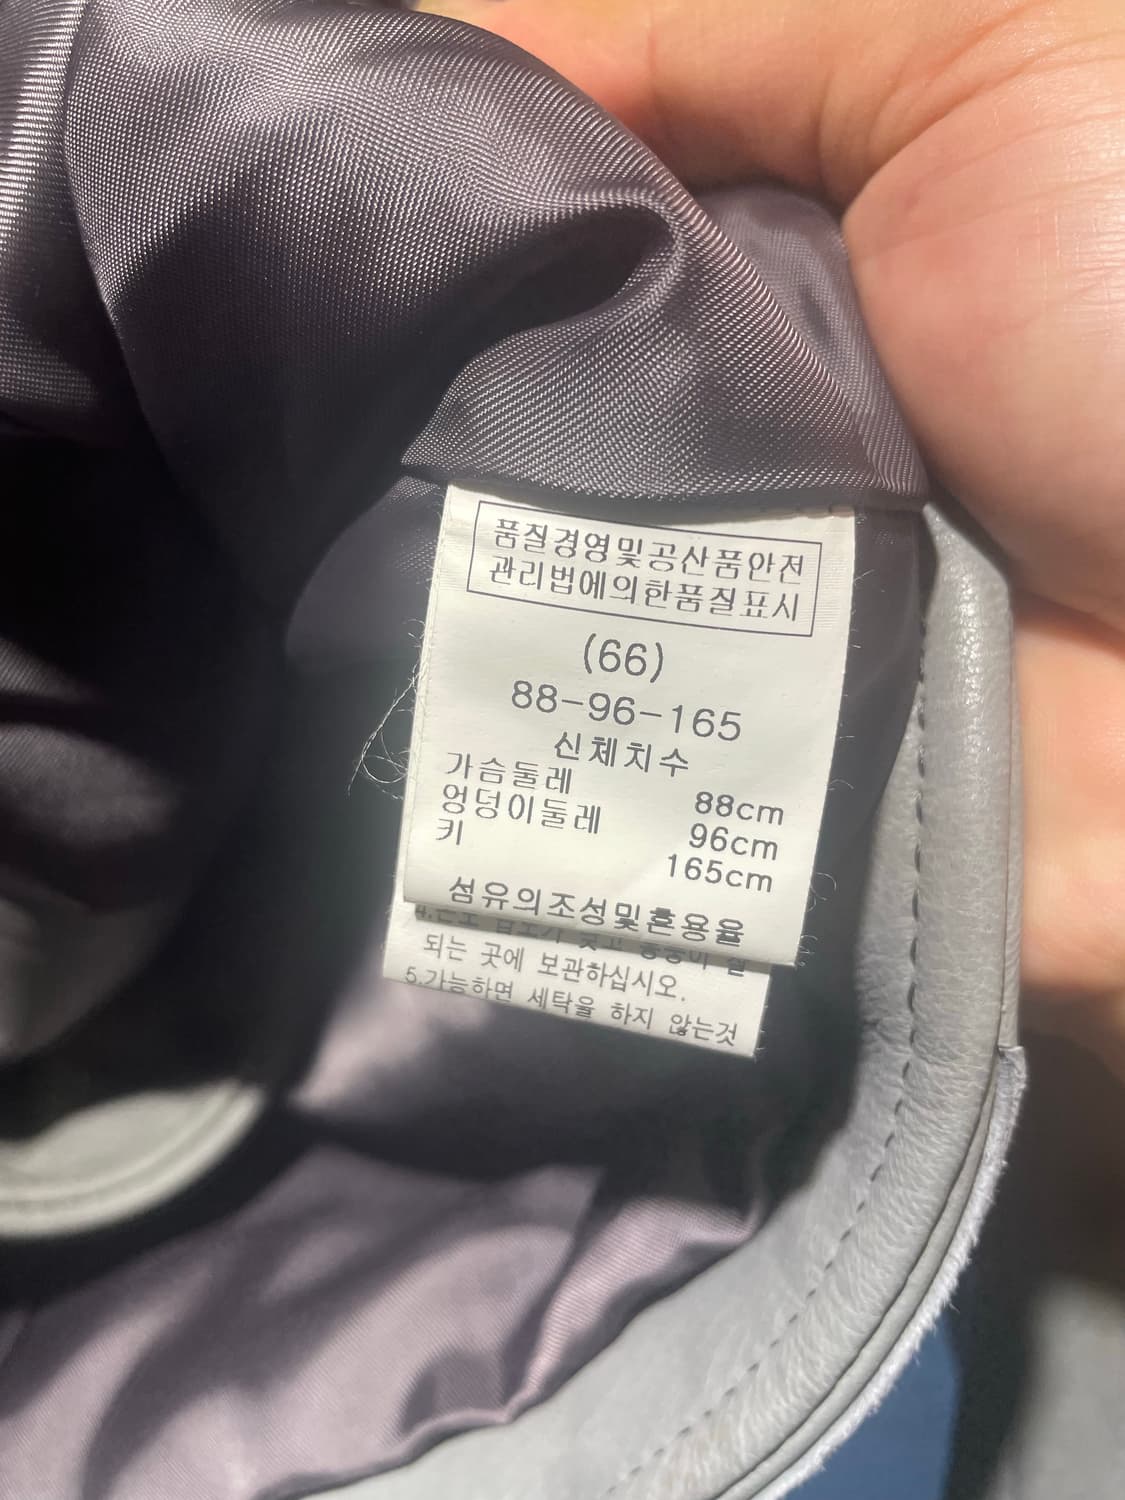 품질경영및공산품안전
관리법에의한품질표시
(66)
88-96-165
신체치수
가슴둘레 88cm
엉덩이둘레 96cm
키 165cm
섬유의조성및혼용율
되는 곳에 보관하십시오.
5.가능하면 세탁을 하지 않는것